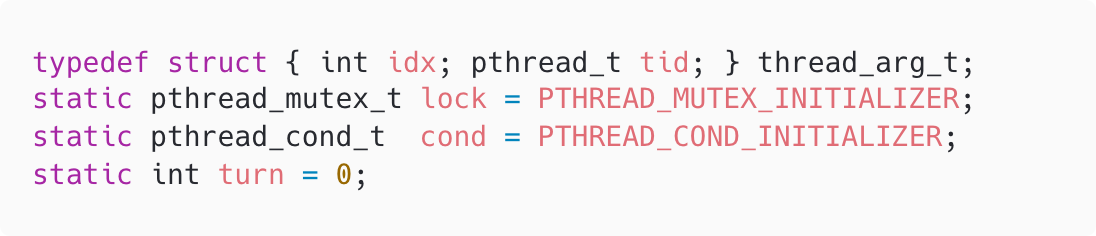 typedef struct { int idx; pthread_t tid; } thread_arg_t;
static pthread_mutex_t lock = PTHREAD_MUTEX_INITIALIZER;
static pthread_cond_t  cond = PTHREAD_COND_INITIALIZER;
static int turn = 0;